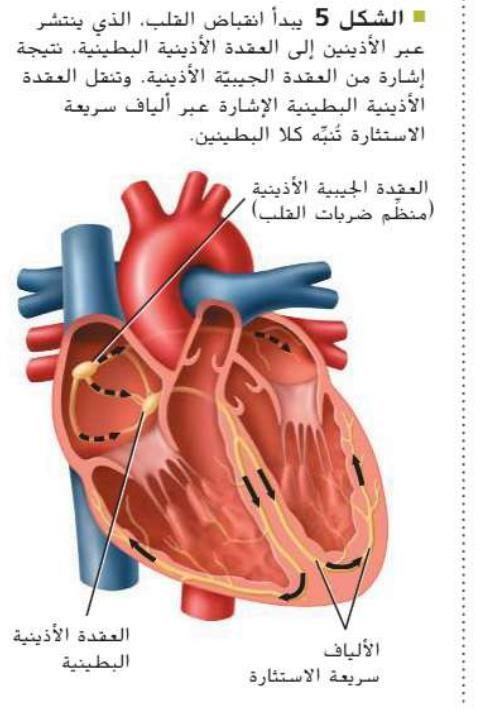 الشكل 5 يبدأ انقباض القلب، الذي ينتشر
عبر الأذينين إلى العقدة الأذينية البطينية، نتيجة
إشارة من العقدة الجيبيّة الأذينية. وتنقل العقدة
الأذينية البطينية الإشارة عبر ألياف سريعة
الاستثارة تُنبِّه كلا البطينين.
العقدة الجيبية الأذينية
(منظِّم ضربات القلب)
العقدة الأذينية
البطينية
الألياف
سريعة الاستثارة